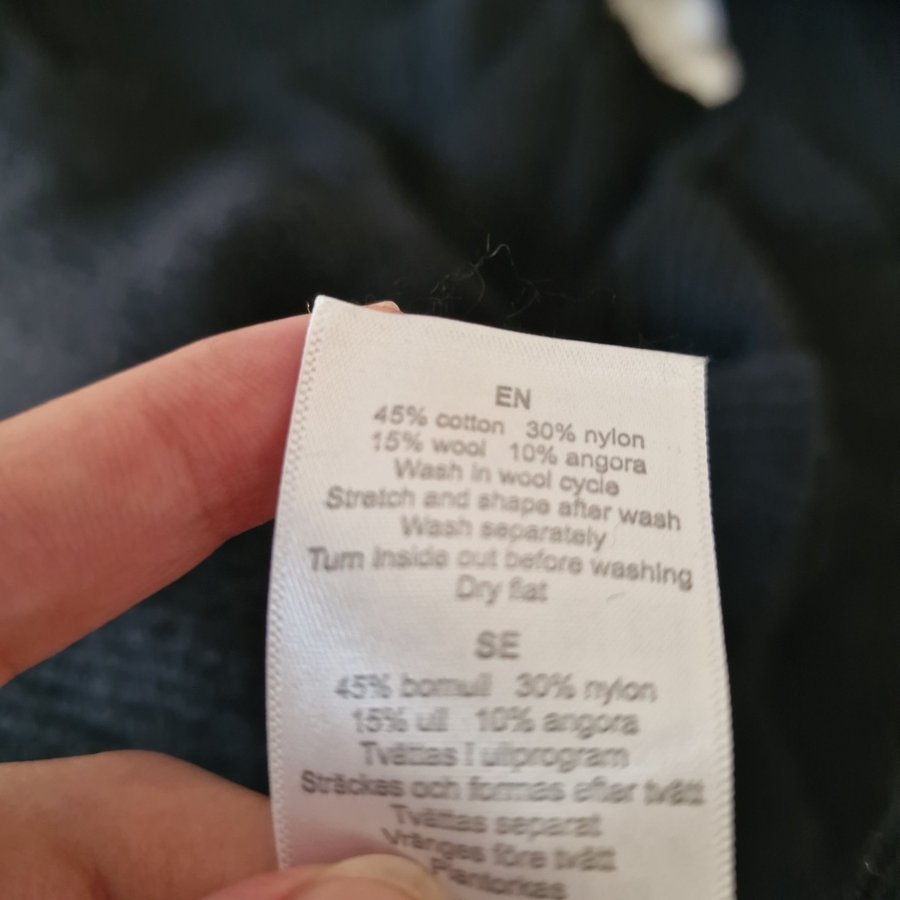 EN
45% cotton 30% nylon
15% wool 10% angora
Wash in wool cycle
Stretch and shape after wash
Wash separately
Turn inside out before washing
Dry flat
SE
45% bomull 30% nylon
15% ull 10% angora
Tvättas i ullprogram
Sträckes och formas efter tvätt
Tvättas separat
Vränges före tvätt
Plantorkas